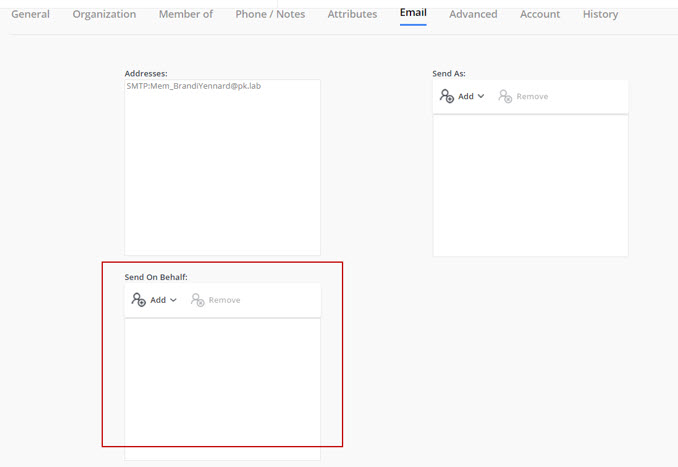 General Organization Member of Phone / Notes Attributes Email Advanced Account History
Addresses:
SMTP:Mem_BrandiYennard@pk.lab
Send As:
Add Remove
Send On Behalf:
Add Remove